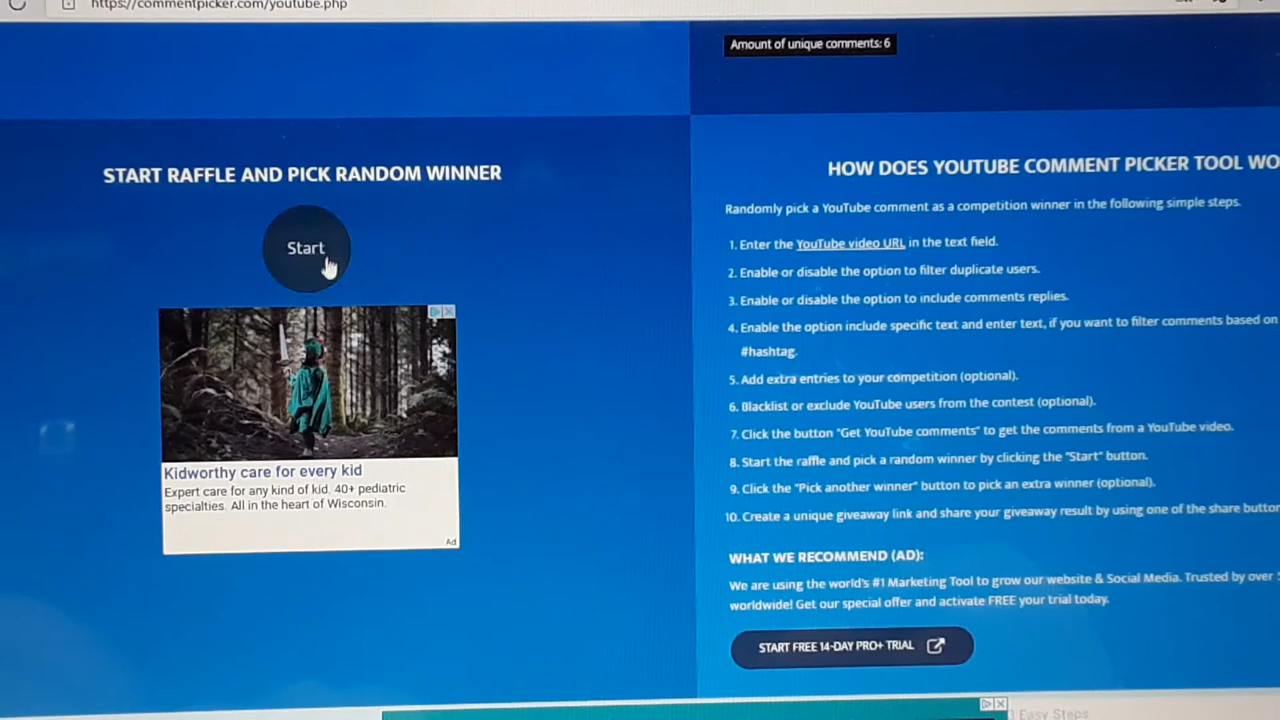 https://commentpicker.com/youtube.php
Amount of unique comments: 6
START RAFFLE AND PICK RANDOM WINNER
Start
Kidworthy care for every kid
Expert care for any kind of kid. 40+ pediatric
specialties. All in the heart of Wisconsin.
Ad
HOW DOES YOUTUBE COMMENT PICKER TOOL WO
Randomly pick a YouTube comment as a competition winner in the following simple steps.
1. Enter the YouTube video URL in the text field.
2. Enable or disable the option to filter duplicate users.
3. Enable or disable the option to include comments replies.
4. Enable the option include specific text and enter text, if you want to filter comments based on
#hashtag.
5. Add extra entries to your competition (optional).
6. Blacklist or exclude YouTube users from the contest (optional).
7. Click the button "Get YouTube comments" to get the comments from a YouTube video.
8. Start the raffle and pick a random winner by clicking the "Start" button.
9. Click the "Pick another winner" button to pick an extra winner (optional).
10. Create a unique giveaway link and share your giveaway result by using one of the share button
WHAT WE RECOMMEND (AD):
We are using the world's #1 Marketing Tool to grow our website & Social Media. Trusted by over
worldwide! Get our special offer and activate FREE your trial today.
START FREE 14-DAY PRO+ TRIAL
3 Easy Steps